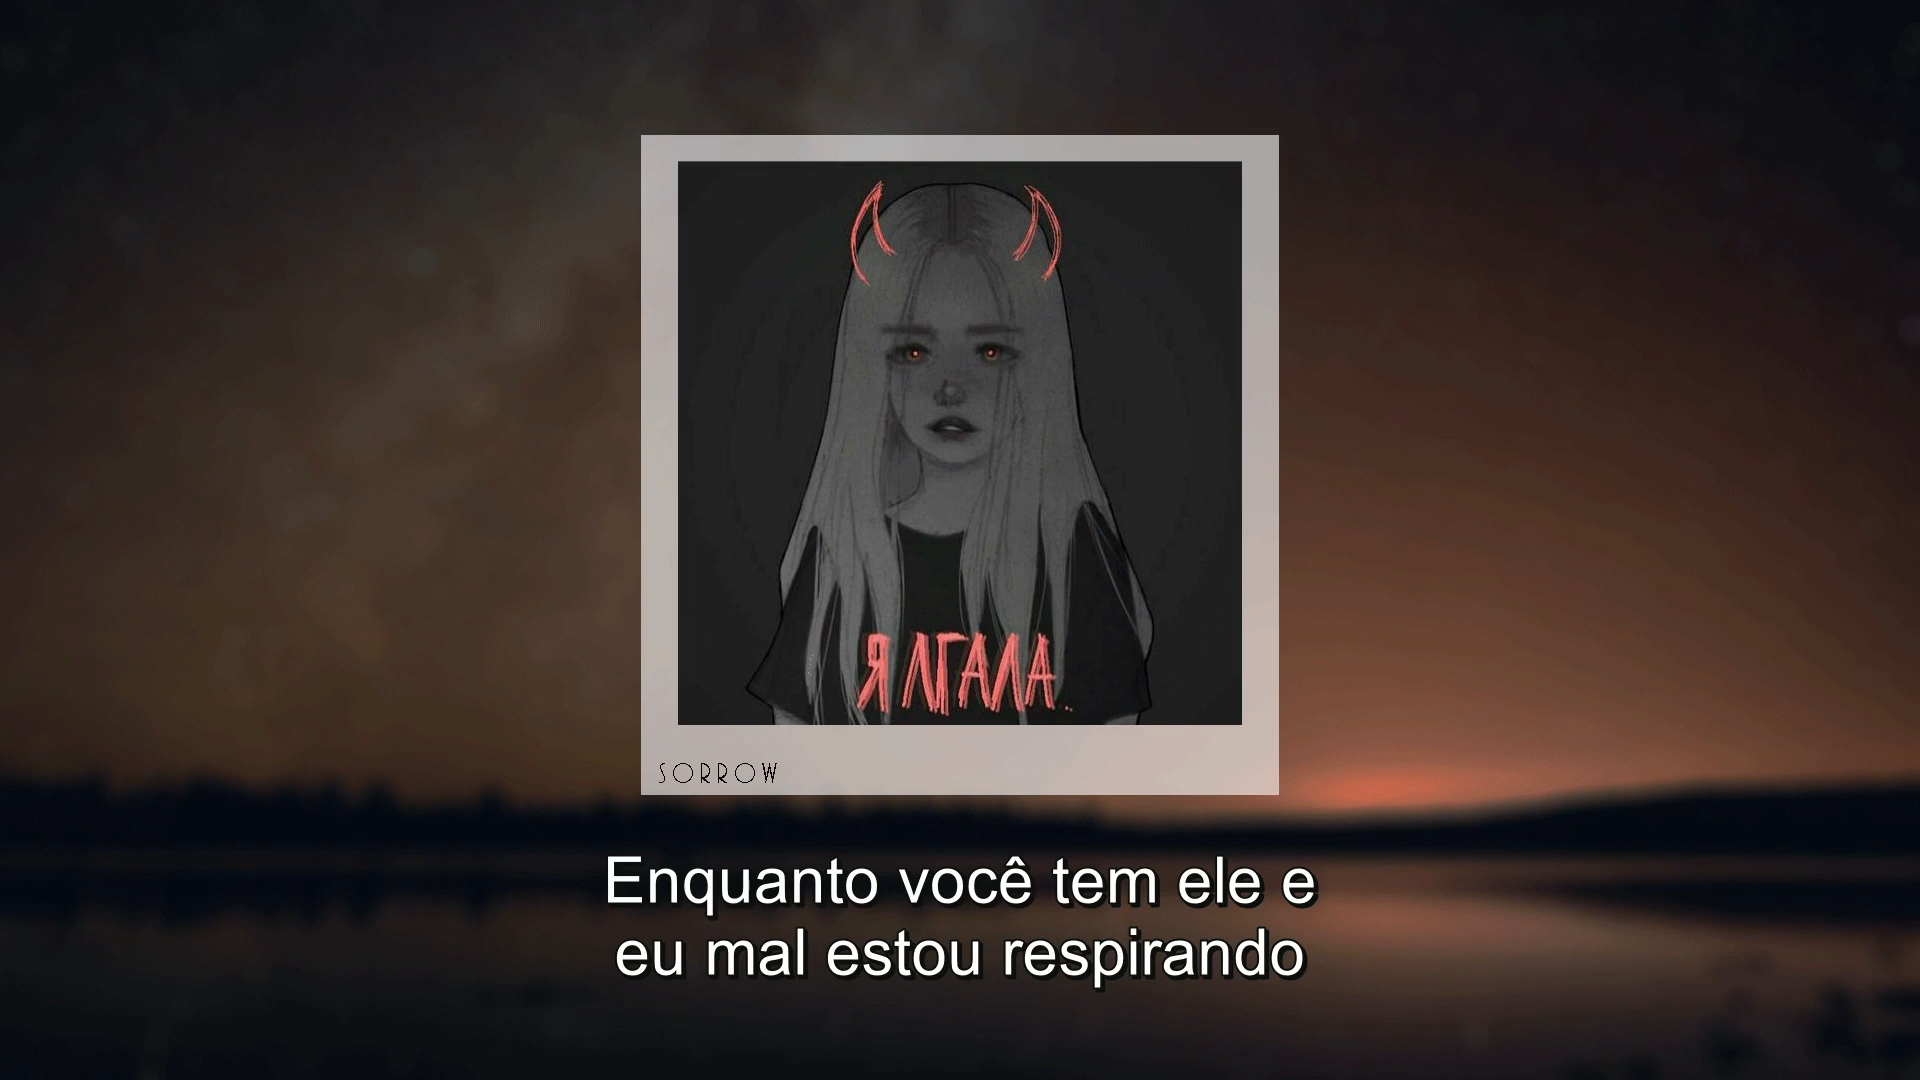 Я ЛГАЛА..
SORROW
Enquanto você tem ele e
eu mal estou respirando